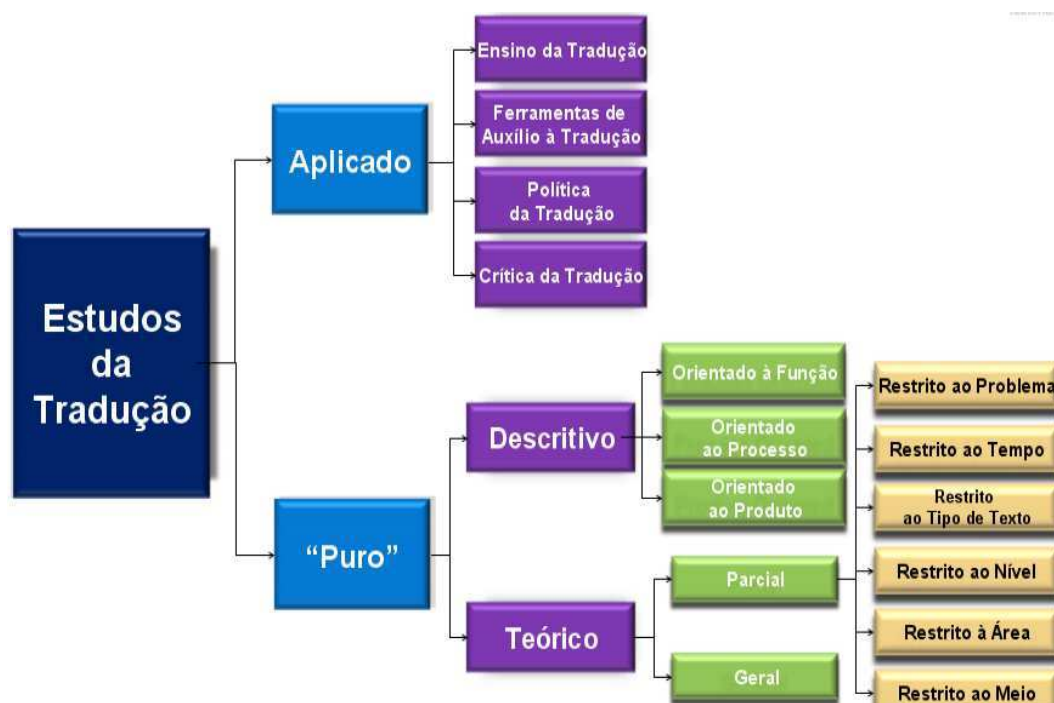 Estudos
da
Tradução
Aplicado
Ensino da Tradução
Ferramentas de
Auxílio à Tradução
Política
da Tradução
Crítica da Tradução
“Puro”
Descritivo
Orientado à Função
Orientado
ao Processo
Orientado
ao Produto
Teórico
Parcial
Restrito ao Problema
Restrito ao Tempo
Restrito
ao Tipo de Texto
Restrito ao Nível
Restrito à Área
Restrito ao Meio
Geral